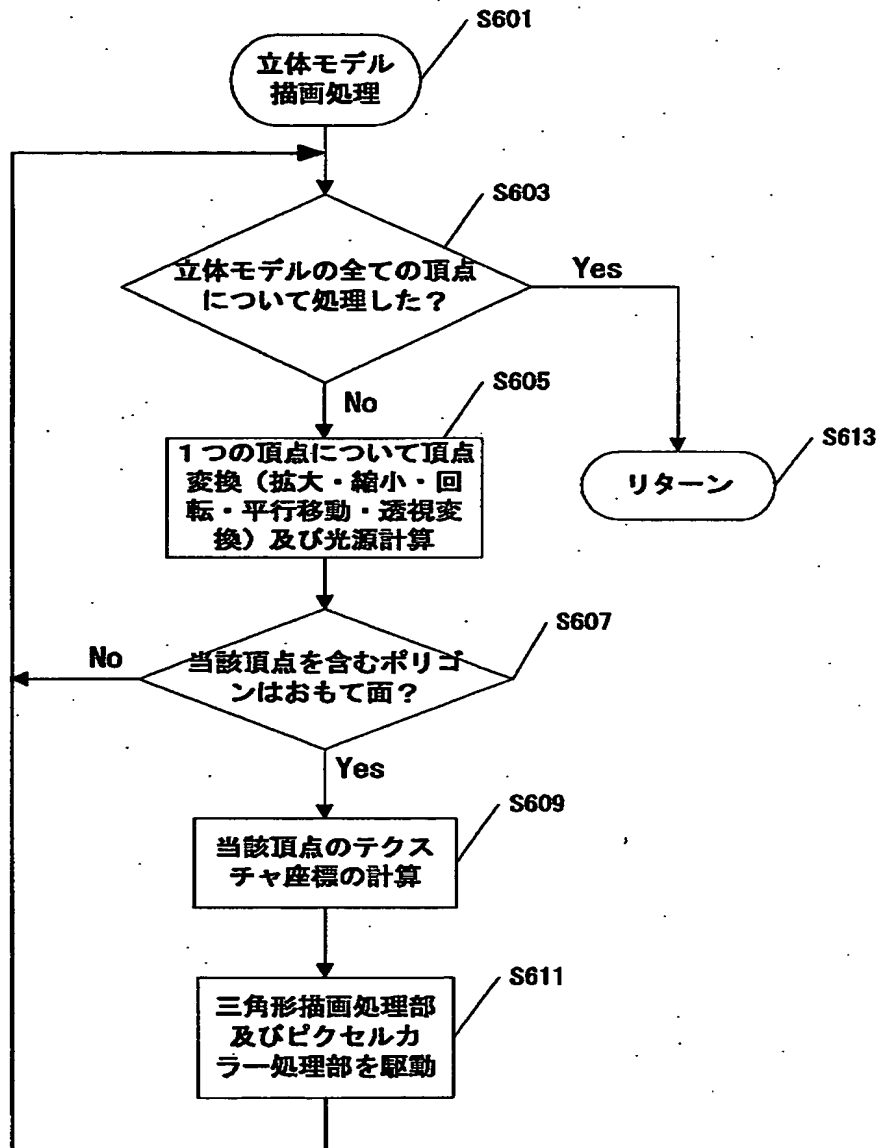 S601
立体モデル
描画処理
S603
立体モデルの全ての頂点
について処理した？
Yes
No
S605
１つの頂点について頂点
変換（拡大・縮小・回
転・平行移動・透視変
換）及び光源計算
S613
リターン
S607
当該頂点を含むポリゴ
ンはおもて面？
No
Yes
S609
当該頂点のテクス
チャ座標の計算
S611
三角形描画処理部
及びピクセルカ
ラー処理部を駆動